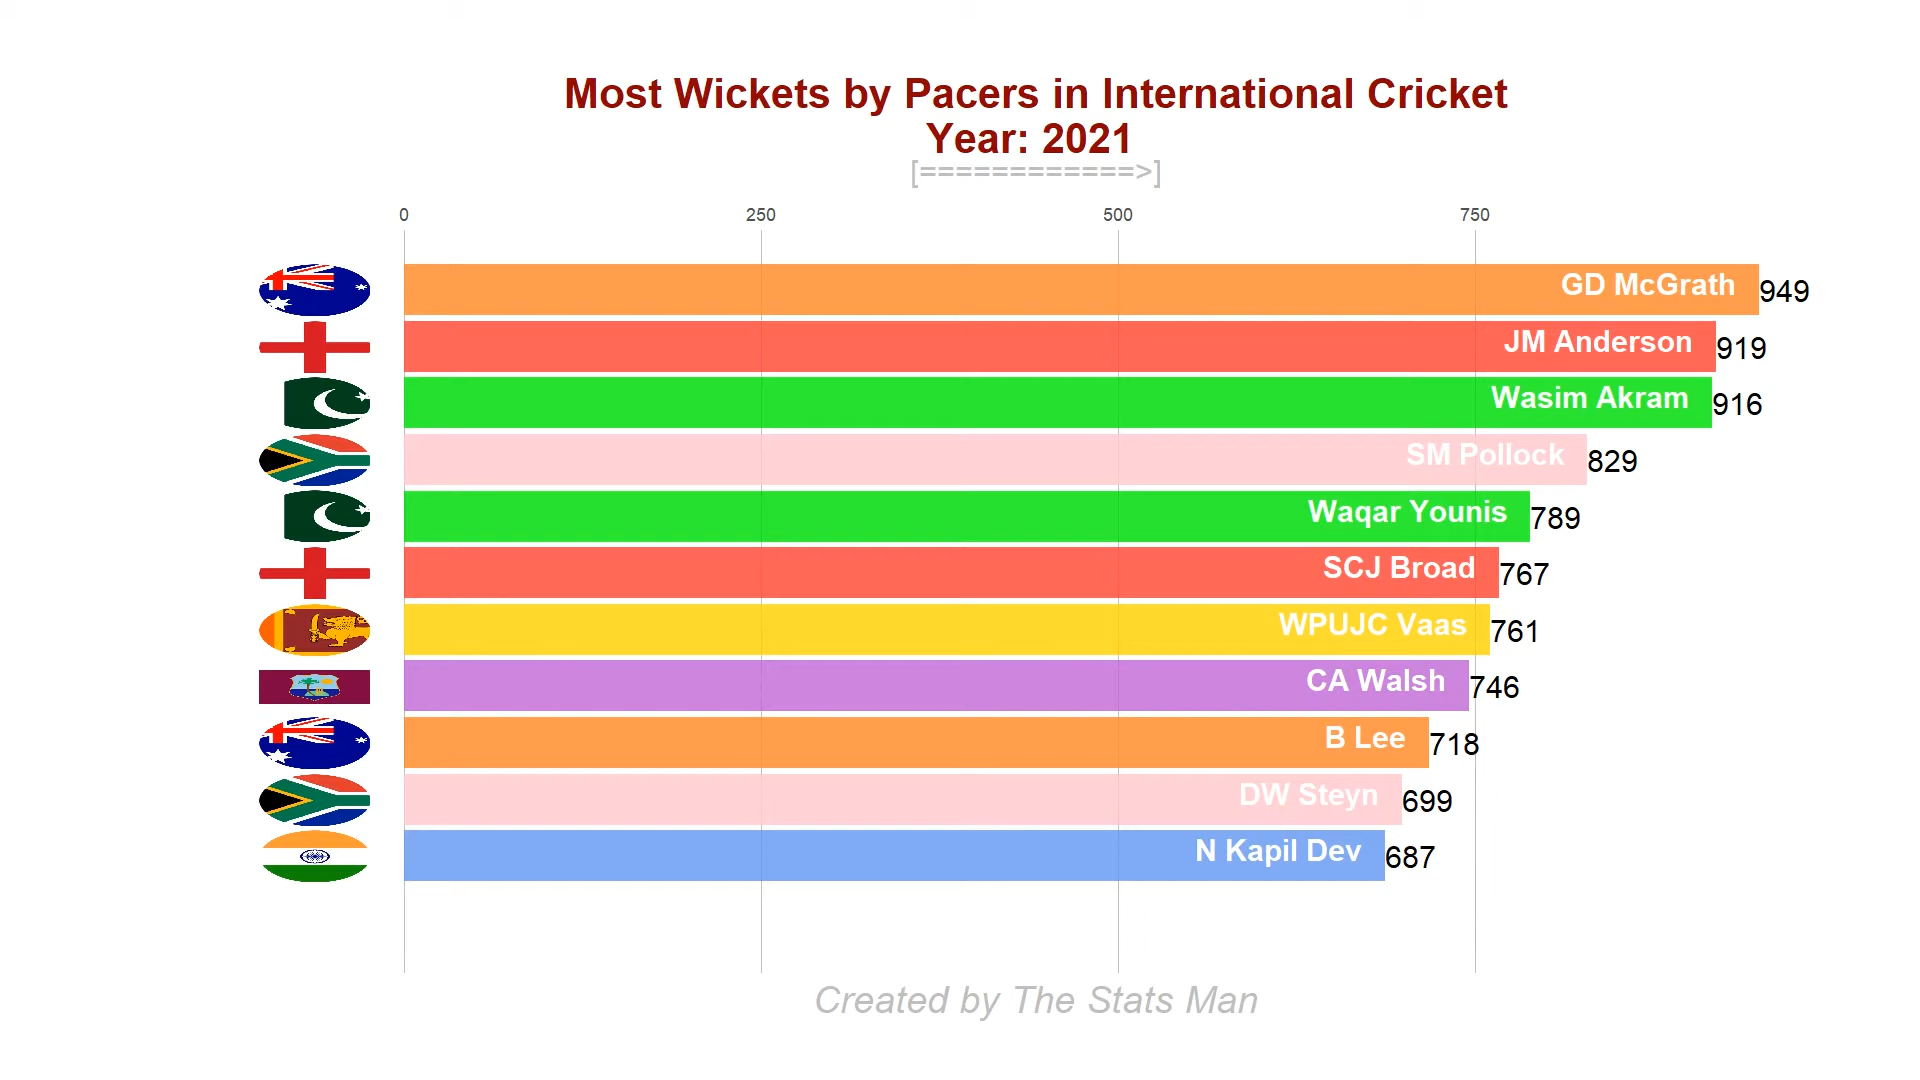 Most Wickets by Pacers in International Cricket
Year: 2021
[============>]
0 250 500 750
GD McGrath 949
JM Anderson 919
Wasim Akram 916
SM Pollock 829
Waqar Younis 789
SCJ Broad 767
WPUJC Vaas 761
CA Walsh 746
B Lee 718
DW Steyn 699
N Kapil Dev 687
Created by The Stats Man